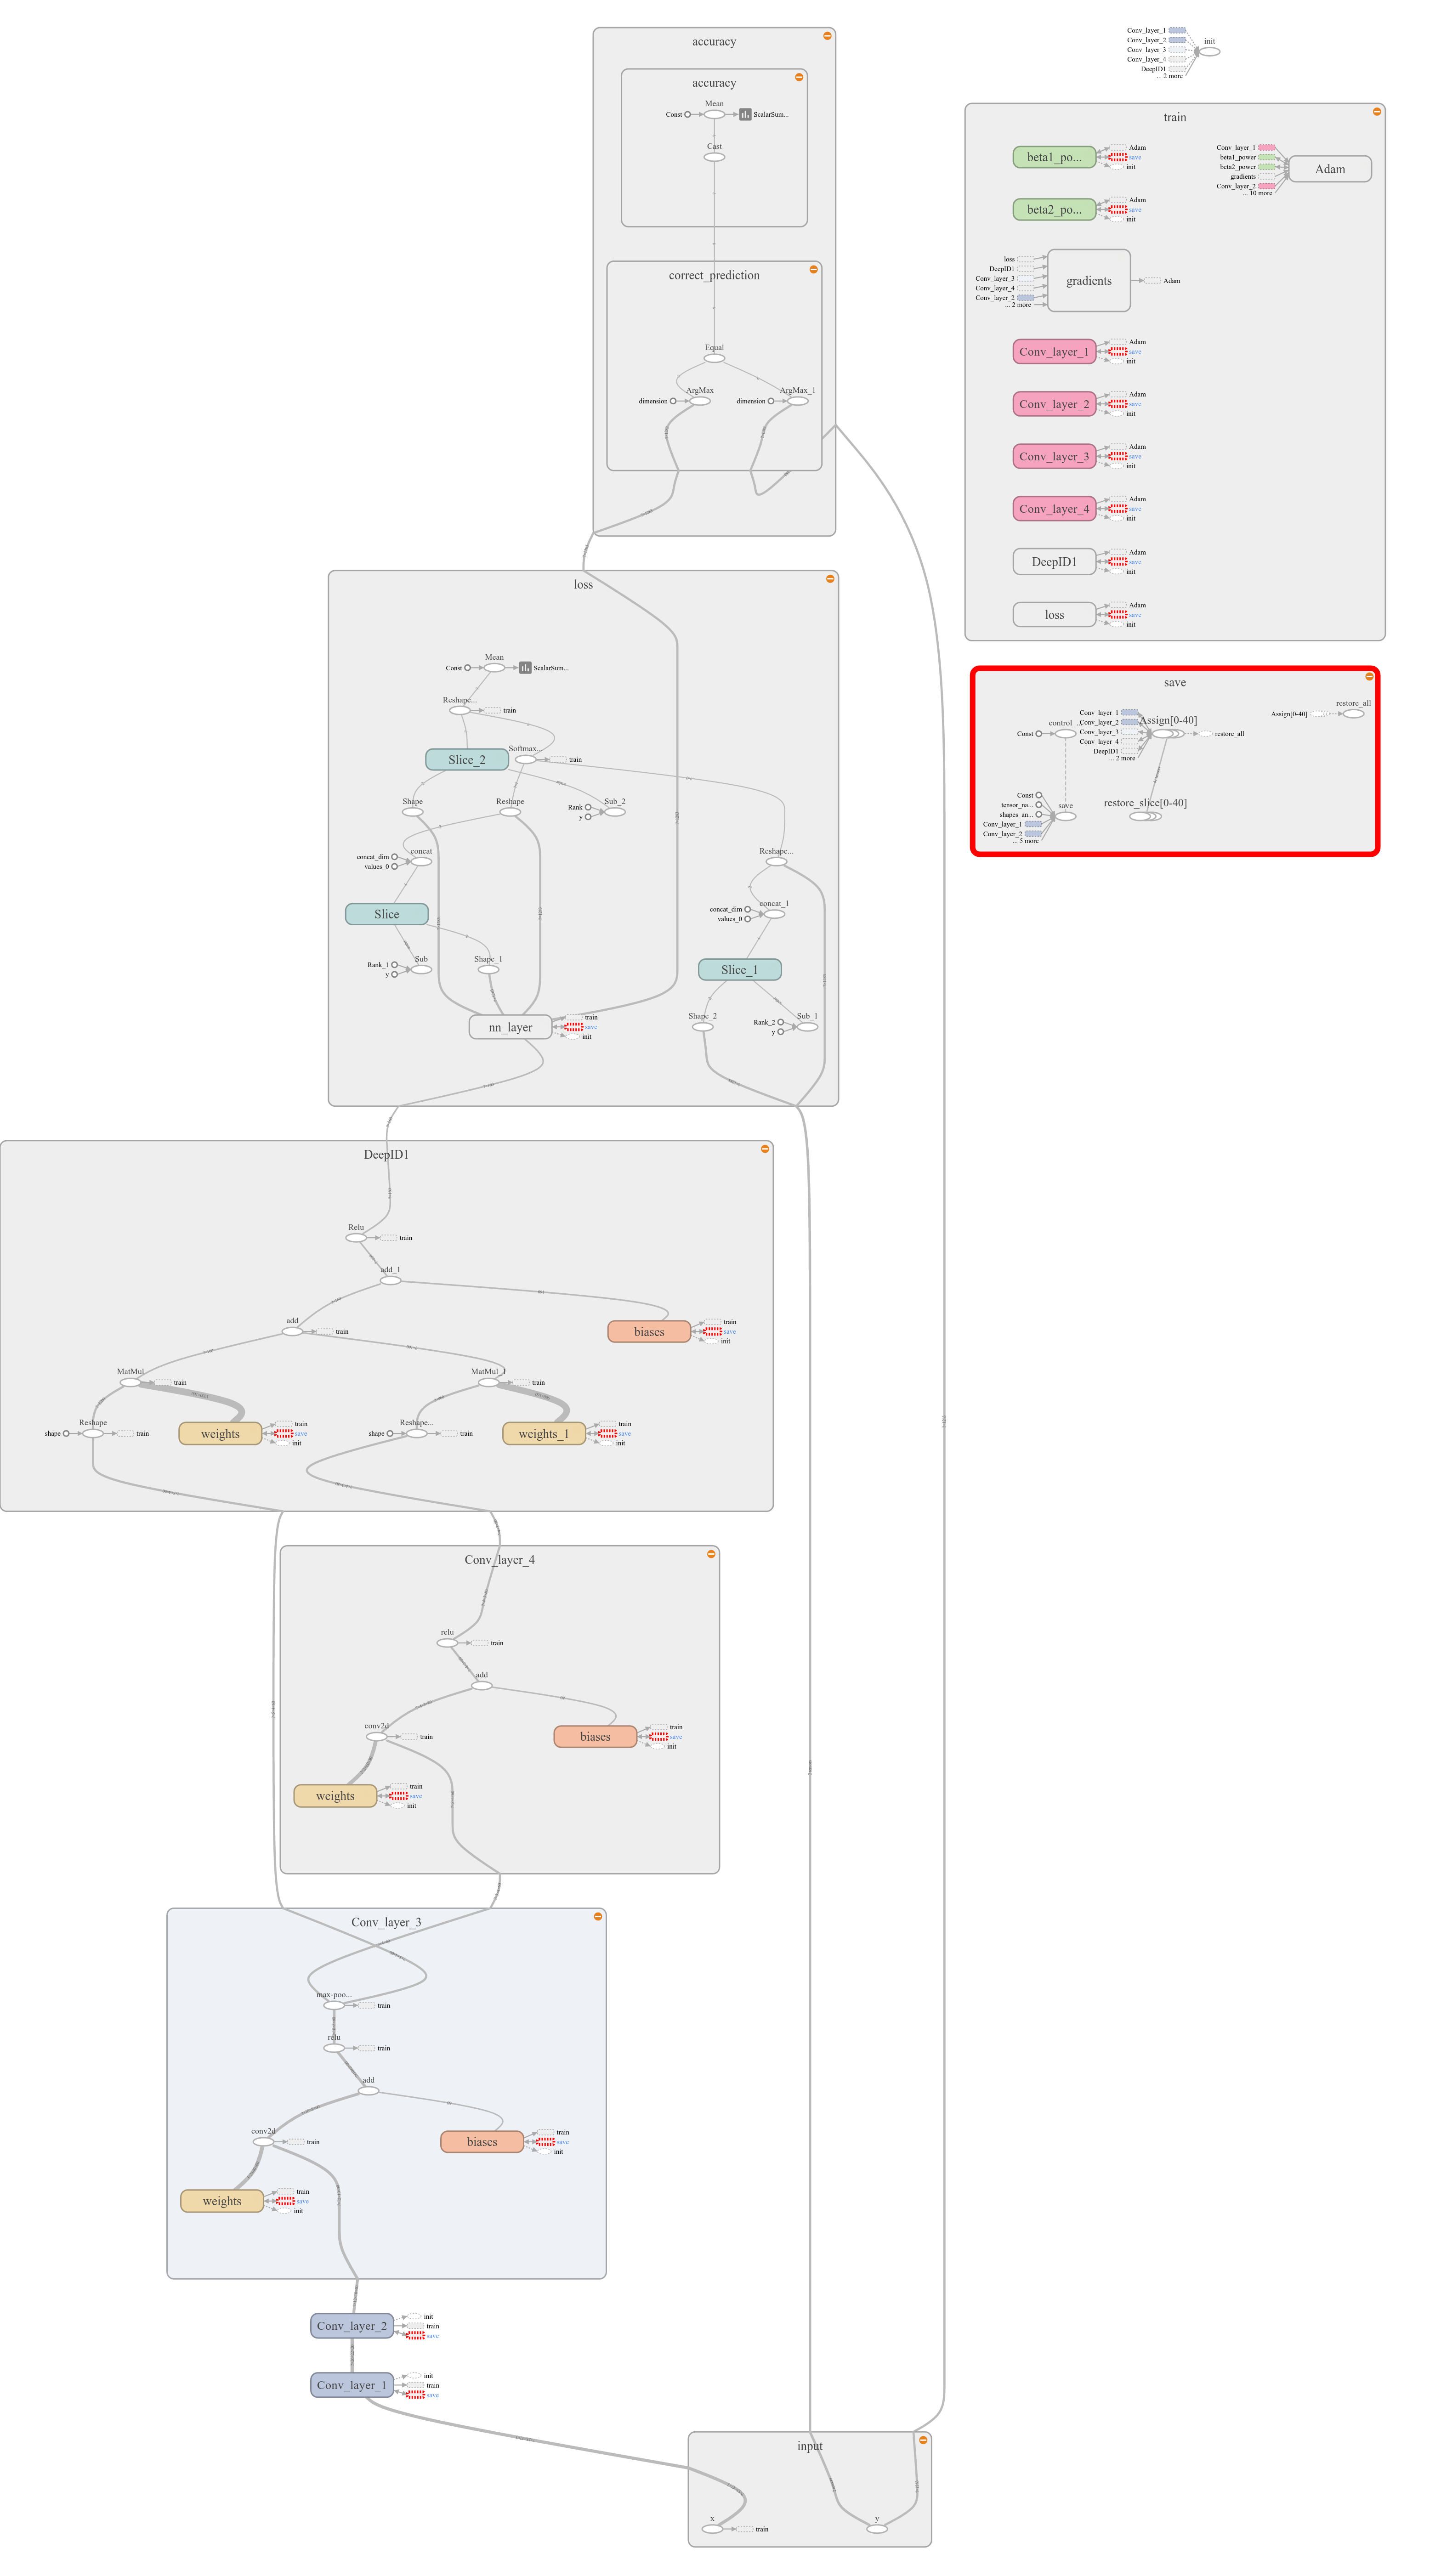 accuracy
accuracy
Mean
Const
ScalarSum...
Cast
correct_prediction
Equal
ArgMax
dimension
ArgMax_1
dimension
Conv_layer_1
Conv_layer_2
Conv_layer_3
Conv_layer_4
DeepID1
... 2 more
init
train
beta1_po...
Adam
save
init
Conv_layer_1
beta1_power
beta2_power
gradients
Conv_layer_2
... 10 more
Adam
beta2_po...
Adam
save
init
loss
DeepID1
Conv_layer_3
Conv_layer_4
Conv_layer_2
... 2 more
gradients
Adam
Conv_layer_1
Adam
save
init
Conv_layer_2
Adam
save
init
Conv_layer_3
Adam
save
init
Conv_layer_4
Adam
save
init
DeepID1
Adam
save
init
loss
Adam
save
init
save
Const
control_...
Conv_layer_1
Conv_layer_2
Conv_layer_3
Conv_layer_4
DeepID1
... 2 more
Assign[0-40]
restore_all
Assign[0-40]
restore_all
Const
tensor_na...
shapes_an...
Conv_layer_1
Conv_layer_2
... 5 more
save
restore_slice[0-40]
loss
Mean
Const
ScalarSum...
Reshape...
train
Slice_2
Softmax...
train
Shape
Reshape
Rank
y
Sub_2
concat_dim
values_0
concat
Reshape...
Slice
concat_dim
values_0
concat_1
Rank_1
y
Sub
Shape_1
Slice_1
nn_layer
train
save
init
Shape_2
Rank_2
y
Sub_1
DeepID1
Relu
train
add_1
add
train
biases
train
save
init
MatMul
train
MatMul_1
train
shape
Reshape
train
weights
train
save
init
shape
Reshape...
train
weights_1
train
save
init
Conv_layer_4
relu
train
add
conv2d
train
biases
train
save
init
weights
train
save
init
Conv_layer_3
max-poo...
train
relu
train
add
conv2d
train
biases
train
save
init
weights
train
save
init
Conv_layer_2
init
train
save
Conv_layer_1
init
train
save
input
x
train
y